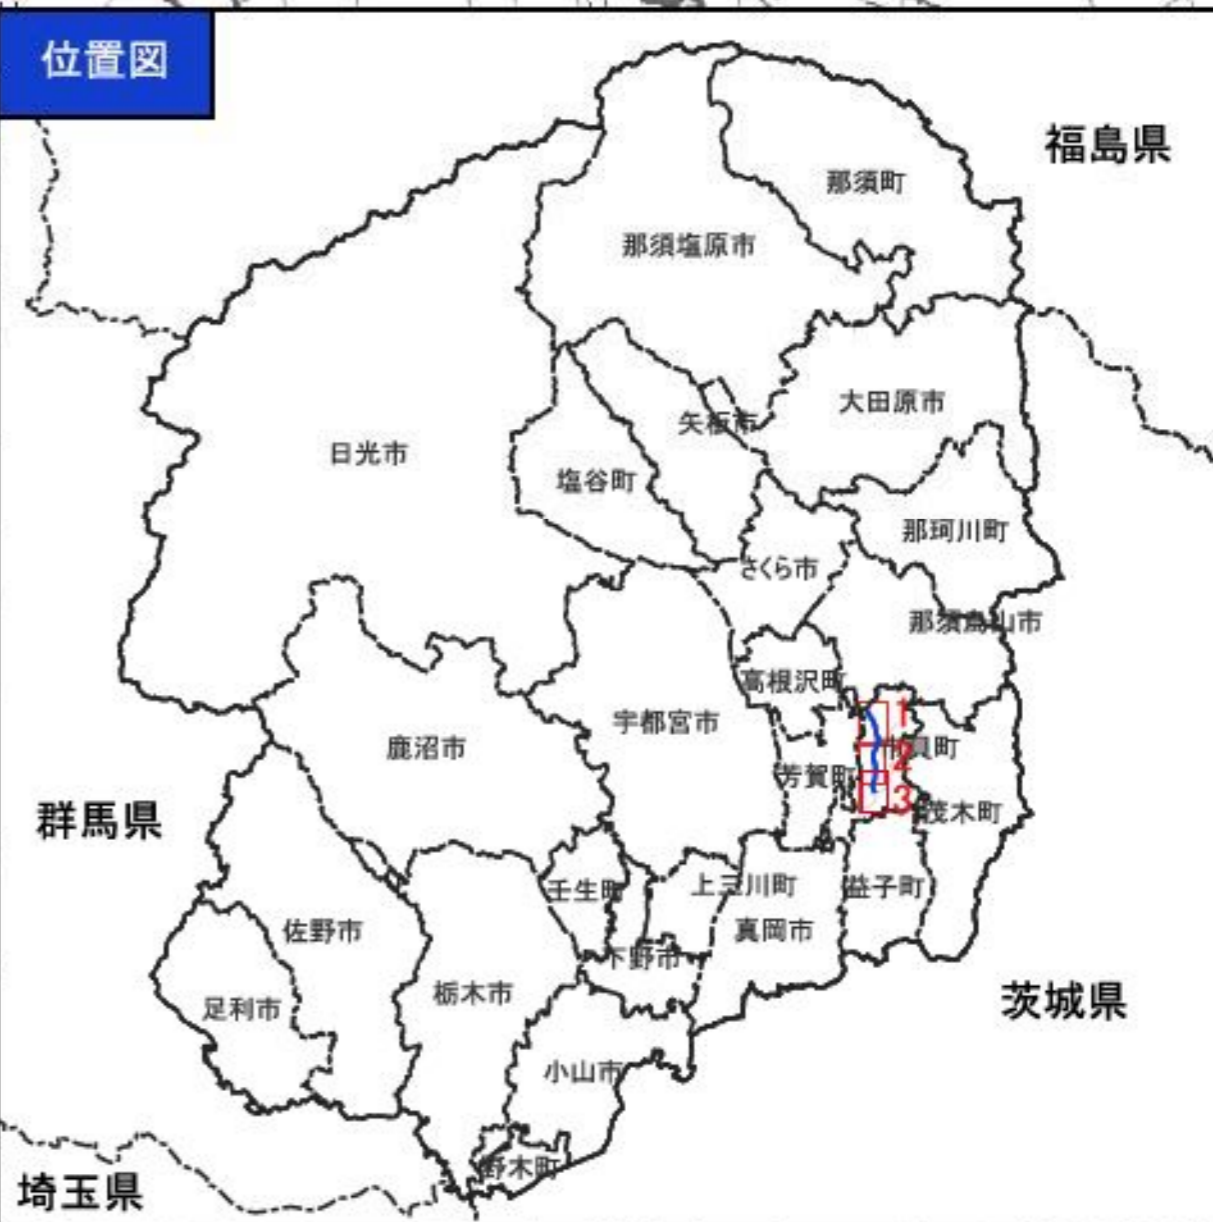 位置図
福島県
那須町
那須塩原市
大田原市
矢板市
日光市
塩谷町
那珂川町
さくら市
那須烏山市
高根沢町
1
宇都宮市
鹿沼市
市貝町
2
芳賀町
3
茂木町
群馬県
壬生町
上三川町
益子町
佐野市
真岡市
下野市
栃木市
足利市
茨城県
小山市
野木町
埼玉県